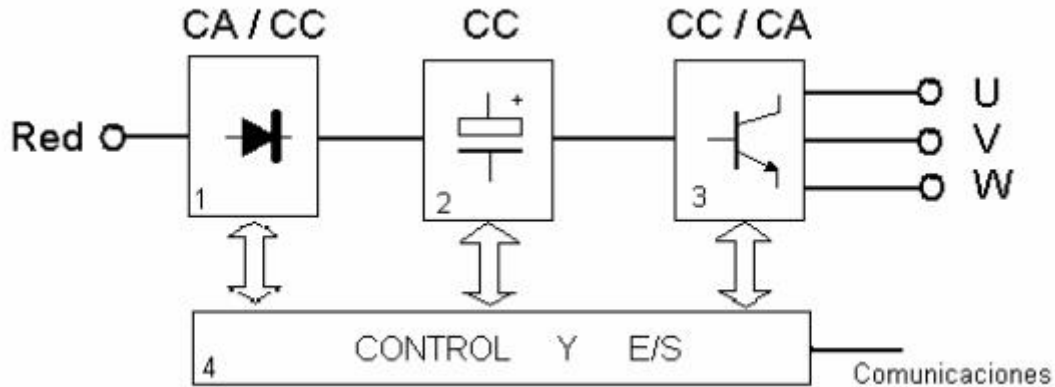 CA / CC CC CC / CA
Red
+
U
V
W
1 2 3
4 CONTROL Y E/S
Comunicaciones